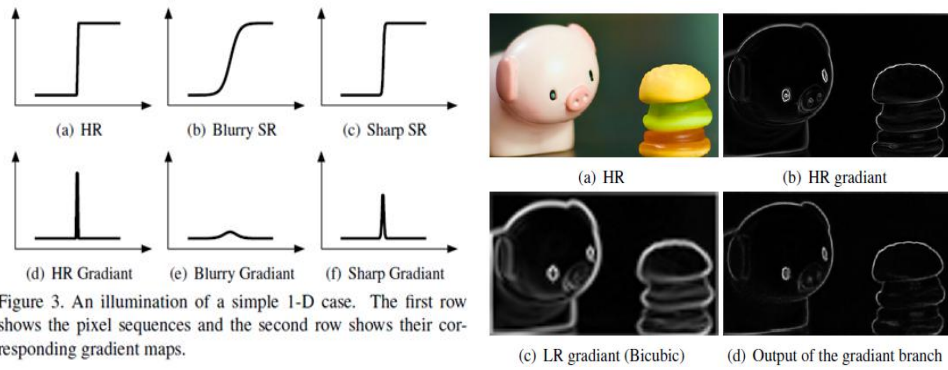 (a) HR
(b) Blurry SR
(c) Sharp SR
(d) HR Gradiant
(e) Blurry Gradiant
(f) Sharp Gradiant
Figure 3. An illumination of a simple 1-D case. The first row
shows the pixel sequences and the second row shows their cor-
responding gradient maps.
(a) HR
(b) HR gradiant
(c) LR gradiant (Bicubic)
(d) Output of the gradiant branch